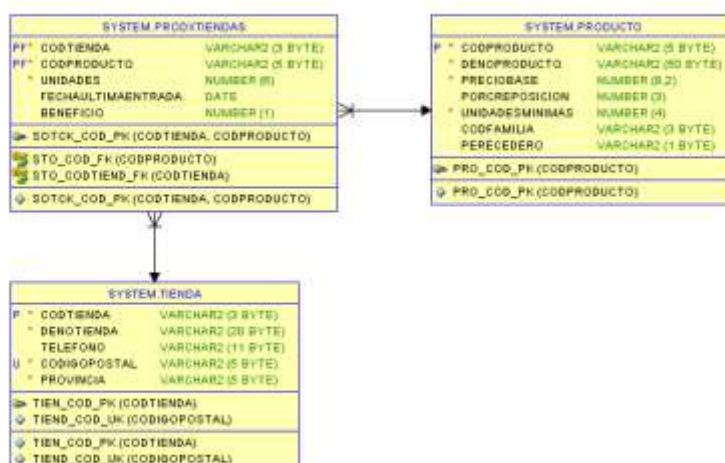 SYSTEM.PRODXTIENDAS
PF* CODTIENDA VARCHAR2 (3 BYTE)
PF* CODPRODUCTO VARCHAR2 (5 BYTE)
* UNIDADES NUMBER (6)
FECHAULTIMAENTRADA DATE
BENEFICIO NUMBER (1)
SOTCK_COD_PK (CODTIENDA, CODPRODUCTO)
STO_COD_FK (CODPRODUCTO)
STO_CODTIEND_FK (CODTIENDA)
SOTCK_COD_PK (CODTIENDA, CODPRODUCTO)
SYSTEM.PRODUCTO
P * CODPRODUCTO VARCHAR2 (5 BYTE)
* DENOPRODUCTO VARCHAR2 (50 BYTE)
* PRECIOBASE NUMBER (8,2)
PORCREPOSICION NUMBER (3)
* UNIDADESMINIMAS NUMBER (4)
CODFAMILIA VARCHAR2 (3 BYTE)
PERECEDERO VARCHAR2 (1 BYTE)
PRO_COD_PK (CODPRODUCTO)
PRO_COD_PK (CODPRODUCTO)
SYSTEM.TIENDA
P * CODTIENDA VARCHAR2 (3 BYTE)
* DENOTIENDA VARCHAR2 (20 BYTE)
TELEFONO VARCHAR2 (11 BYTE)
U * CODIGOPOSTAL VARCHAR2 (5 BYTE)
* PROVINCIA VARCHAR2 (5 BYTE)
TIEN_COD_PK (CODTIENDA)
TIEND_COD_UK (CODIGOPOSTAL)
TIEN_COD_PK (CODTIENDA)
TIEND_COD_UK (CODIGOPOSTAL)